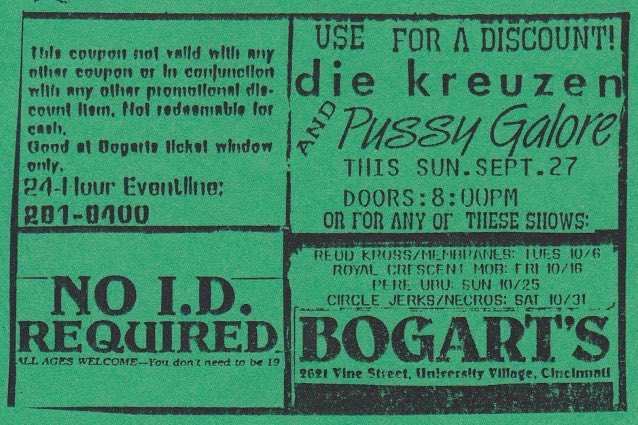 This coupon not valid with any
other coupon or in conjunction
with any other promotional dis-
count item. Not redeemable for
cash.
Good at Bogarts ticket window
only.
24-Hour Eventline:
281-8400
NO I.D.
REQUIRED
ALL AGES WELCOME—You don't need to be 19
USE FOR A DISCOUNT!
die kreuzen
AND Pussy Galore
THIS SUN.SEPT.27
DOORS:8:00PM
OR FOR ANY OF THESE SHOWS:
REDD KROSS/MEMBRANES: TUES 10/6
ROYAL CRESCENT MOB: FRI 10/16
PERE UBU: SUN 10/25
CIRCLE JERKS/NECROS: SAT 10/31
BOGART'S
2621 Vine Street, University Village, Cincinnati